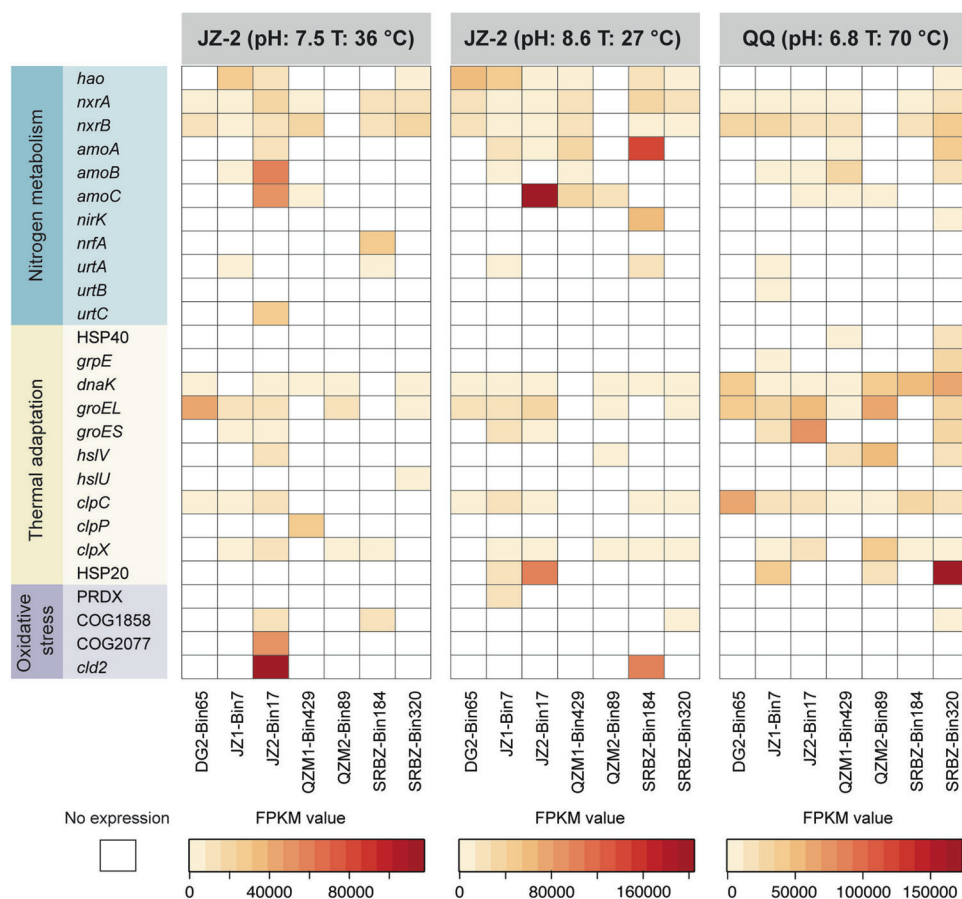 JZ-2 (pH: 7.5 T: 36 °C)
JZ-2 (pH: 8.6 T: 27 °C)
QQ (pH: 6.8 T: 70 °C)
Nitrogen metabolism
hao
nxrA
nxrB
amoA
amoB
amoC
nirK
nrfA
urtA
urtB
urtC
Thermal adaptation
HSP40
grpE
dnaK
groEL
groES
hslV
hslU
clpC
clpP
clpX
HSP20
Oxidative
stress
PRDX
COG1858
COG2077
cld2
DG2-Bin65
JZ1-Bin7
JZ2-Bin17
QZM1-Bin429
QZM2-Bin89
SRBZ-Bin184
SRBZ-Bin320
DG2-Bin65
JZ1-Bin7
JZ2-Bin17
QZM1-Bin429
QZM2-Bin89
SRBZ-Bin184
SRBZ-Bin320
DG2-Bin65
JZ1-Bin7
JZ2-Bin17
QZM1-Bin429
QZM2-Bin89
SRBZ-Bin184
SRBZ-Bin320
No expression
FPKM value
0 40000 80000
FPKM value
0 80000 160000
FPKM value
0 50000 100000 150000